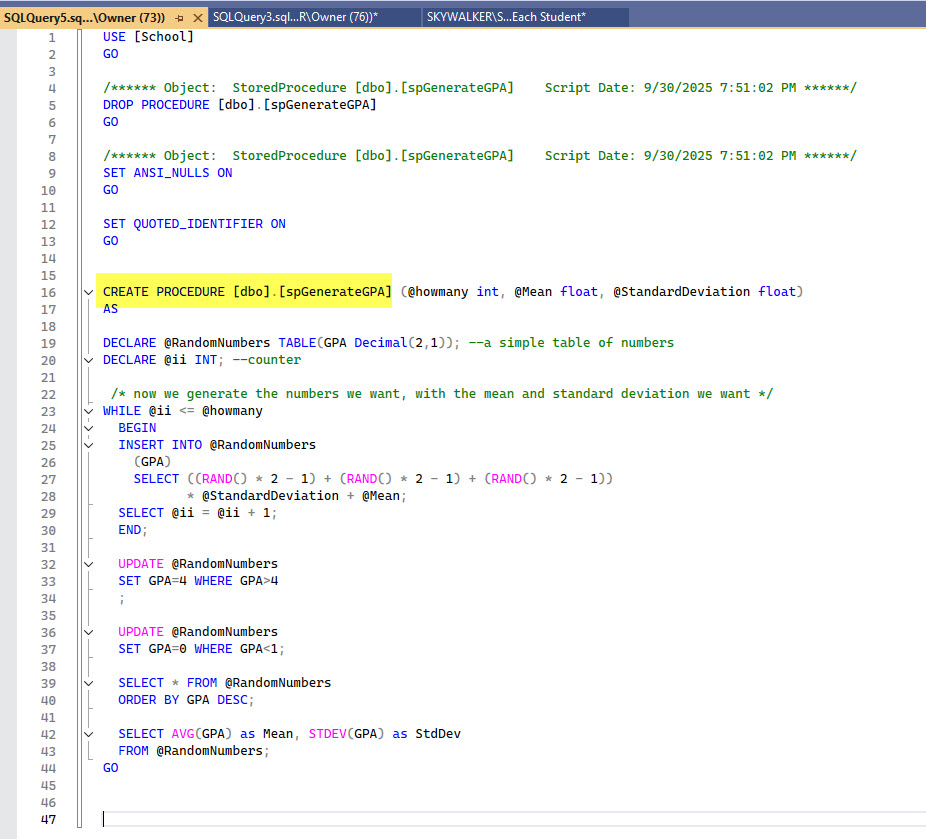 SQLQuery5.sq...\Owner (73)) SQLQuery3.sql...R\Owner (76))* SKYWALKER\S...Each Student*
1 USE [School]
2 GO
3
4 /****** Object:  StoredProcedure [dbo].[spGenerateGPA]    Script Date: 9/30/2025 7:51:02 PM ******/
5 DROP PROCEDURE [dbo].[spGenerateGPA]
6 GO
7
8 /****** Object:  StoredProcedure [dbo].[spGenerateGPA]    Script Date: 9/30/2025 7:51:02 PM ******/
9 SET ANSI_NULLS ON
10 GO
11
12 SET QUOTED_IDENTIFIER ON
13 GO
14
15
16 CREATE PROCEDURE [dbo].[spGenerateGPA] (@howmany int, @Mean float, @StandardDeviation float)
17 AS
18
19 DECLARE @RandomNumbers TABLE(GPA Decimal(2,1)); --a simple table of numbers
20 DECLARE @ii INT; --counter
21
22 /* now we generate the numbers we want, with the mean and standard deviation we want */
23 WHILE @ii <= @howmany
24 BEGIN
25 INSERT INTO @RandomNumbers
26 (GPA)
27 SELECT ((RAND() * 2 - 1) + (RAND() * 2 - 1) + (RAND() * 2 - 1))
28 * @StandardDeviation + @Mean;
29 SELECT @ii = @ii + 1;
30 END;
31
32 UPDATE @RandomNumbers
33 SET GPA=4 WHERE GPA>4
34 ;
35
36 UPDATE @RandomNumbers
37 SET GPA=0 WHERE GPA<1;
38
39 SELECT * FROM @RandomNumbers
40 ORDER BY GPA DESC;
41
42 SELECT AVG(GPA) as Mean, STDEV(GPA) as StdDev
43 FROM @RandomNumbers;
44 GO
45
46
47